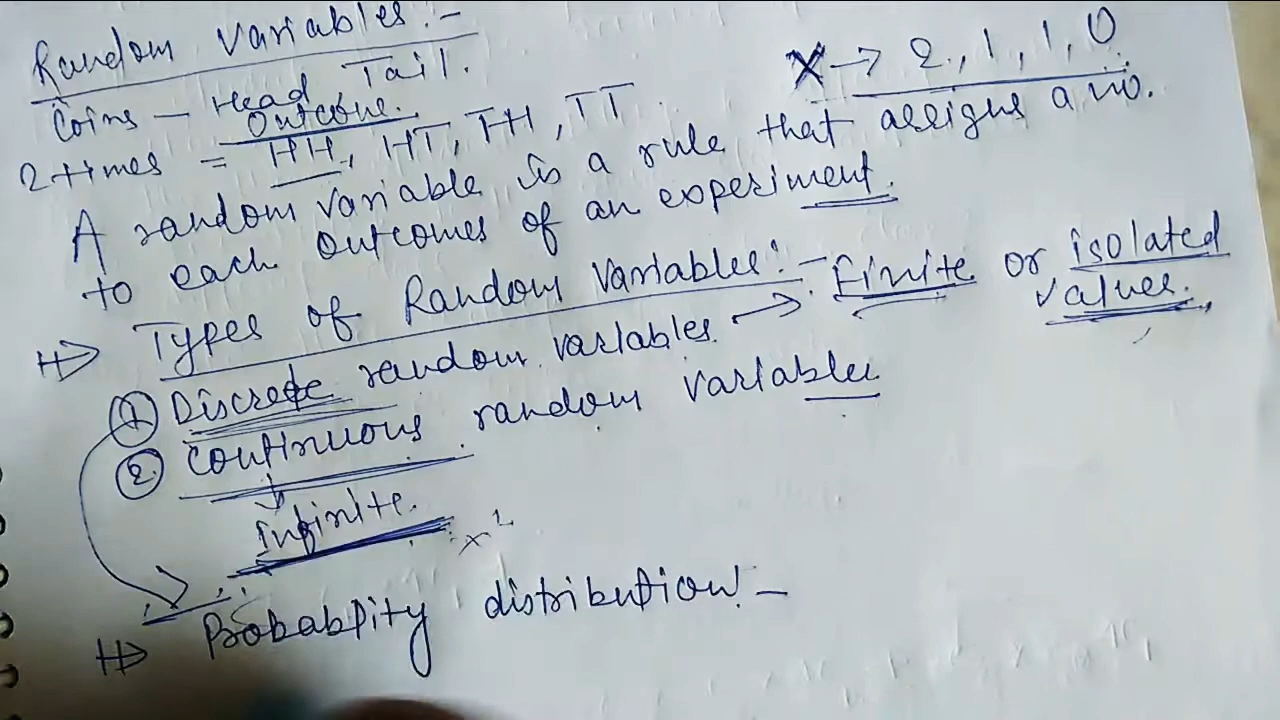 Random Variables:-
Coins - Head, Tail.
Outcome.
2 times = HH, HT, TH, TT
X → 2, 1, 1, 0
A random variable is a rule that assigns a no.
to each outcomes of an experiment.
⇒ Types of Random Variables:-
① Discrete random variables → Finite or isolated values.
② Continuous random variable
↓
Infinite.
x²
⇒ Probability distribution:-